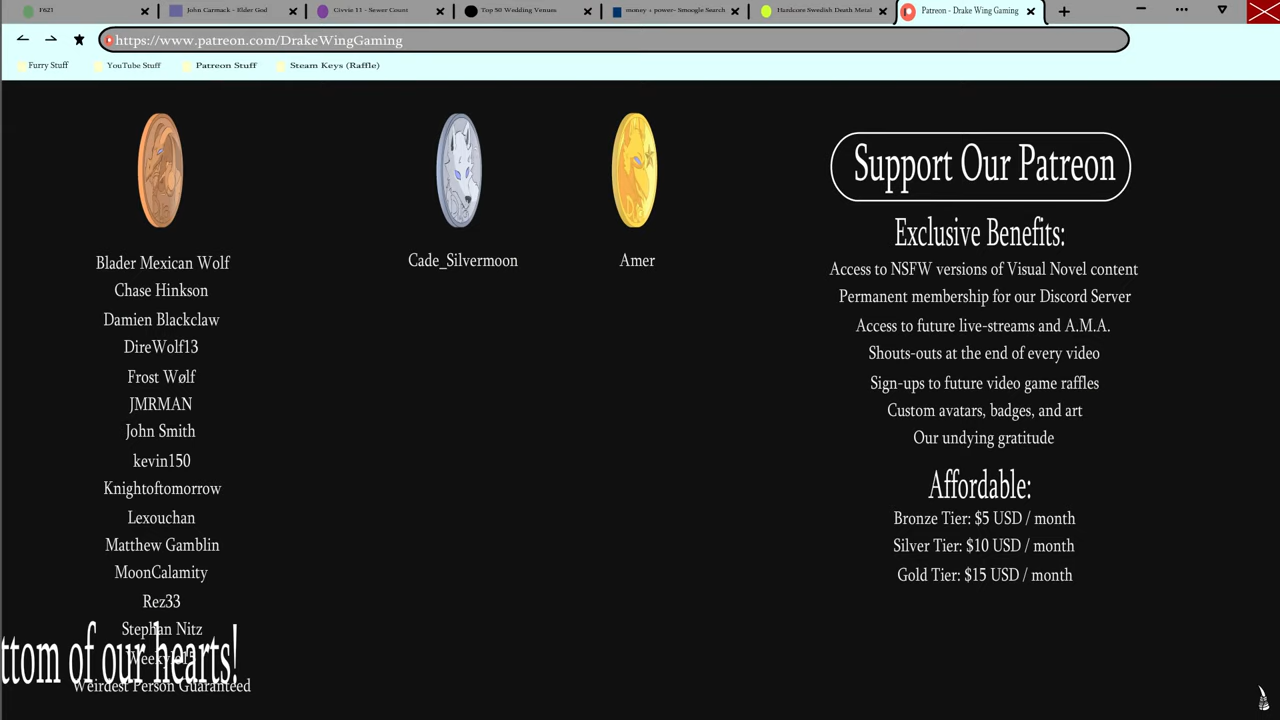 F621
John Carmack - Elder God
Civvie 11 - Sewer Count
Top 50 Wedding Venues
money + power- Smoogle Search
Hardcore Swedish Death Metal
Patreon - Drake Wing Gaming
https://www.patreon.com/DrakeWingGaming
Furry Stuff
YouTube Stuff
Patreon Stuff
Steam Keys (Raffle)
Blader Mexican Wolf
Chase Hinkson
Damien Blackclaw
DireWolf13
Frost Wølf
JMRMAN
John Smith
kevin150
Knightoftomorrow
Lexouchan
Matthew Gamblin
MoonCalamity
Rez33
Stephan Nitz
Weirdest Person Guaranteed
ttom of our hearts!
Cade_Silvermoon
Amer
Support Our Patreon
Exclusive Benefits:
Access to NSFW versions of Visual Novel content
Permanent membership for our Discord Server
Access to future live-streams and A.M.A.
Shouts-outs at the end of every video
Sign-ups to future video game raffles
Custom avatars, badges, and art
Our undying gratitude
Affordable:
Bronze Tier: $5 USD / month
Silver Tier: $10 USD / month
Gold Tier: $15 USD / month